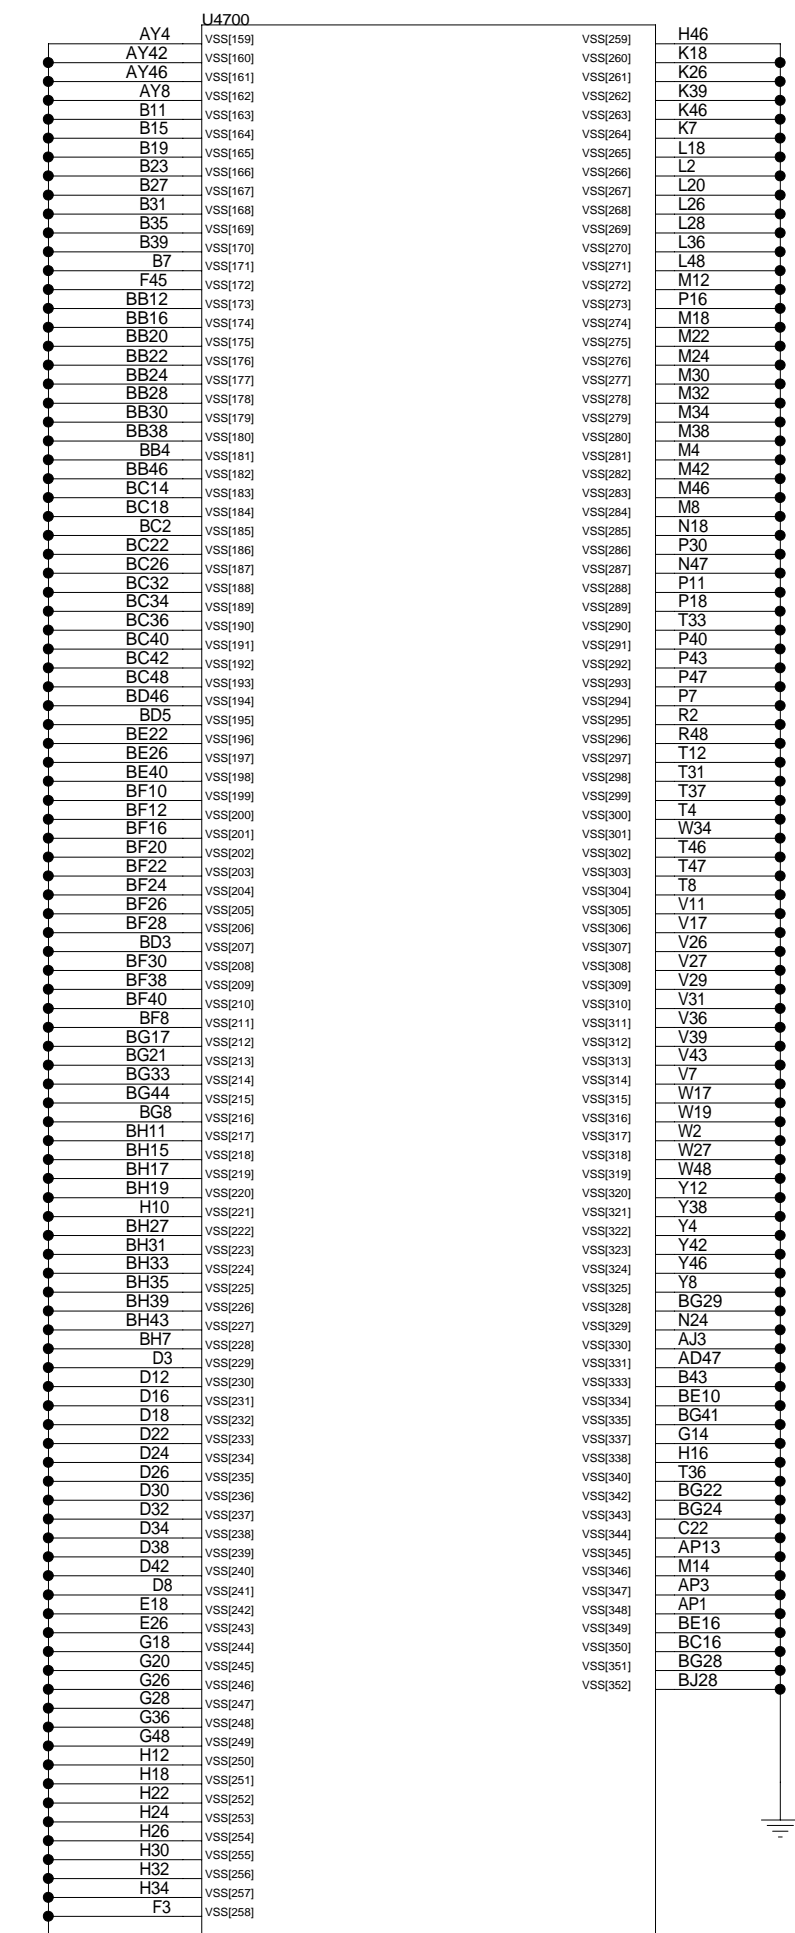 U4700
AY4 VSS[159] VSS[259] H46
AY42 VSS[160] VSS[260] K18
AY46 VSS[161] VSS[261] K26
AY8 VSS[162] VSS[262] K39
B11 VSS[163] VSS[263] K46
B15 VSS[164] VSS[264] K7
B19 VSS[165] VSS[265] L18
B23 VSS[166] VSS[266] L2
B27 VSS[167] VSS[267] L20
B31 VSS[168] VSS[268] L26
B35 VSS[169] VSS[269] L28
B39 VSS[170] VSS[270] L36
B7 VSS[171] VSS[271] L48
F45 VSS[172] VSS[272] M12
BB12 VSS[173] VSS[273] P16
BB16 VSS[174] VSS[274] M18
BB20 VSS[175] VSS[275] M22
BB22 VSS[176] VSS[276] M24
BB24 VSS[177] VSS[277] M30
BB28 VSS[178] VSS[278] M32
BB30 VSS[179] VSS[279] M34
BB38 VSS[180] VSS[280] M38
BB4 VSS[181] VSS[281] M4
BB46 VSS[182] VSS[282] M42
BC14 VSS[183] VSS[283] M46
BC18 VSS[184] VSS[284] M8
BC2 VSS[185] VSS[285] N18
BC22 VSS[186] VSS[286] P30
BC26 VSS[187] VSS[287] N47
BC32 VSS[188] VSS[288] P11
BC34 VSS[189] VSS[289] P18
BC36 VSS[190] VSS[290] T33
BC40 VSS[191] VSS[291] P40
BC42 VSS[192] VSS[292] P43
BC48 VSS[193] VSS[293] P47
BD46 VSS[194] VSS[294] P7
BD5 VSS[195] VSS[295] R2
BE22 VSS[196] VSS[296] R48
BE26 VSS[197] VSS[297] T12
BE40 VSS[198] VSS[298] T31
BF10 VSS[199] VSS[299] T37
BF12 VSS[200] VSS[300] T4
BF16 VSS[201] VSS[301] W34
BF20 VSS[202] VSS[302] T46
BF22 VSS[203] VSS[303] T47
BF24 VSS[204] VSS[304] T8
BF26 VSS[205] VSS[305] V11
BF28 VSS[206] VSS[306] V17
BD3 VSS[207] VSS[307] V26
BF30 VSS[208] VSS[308] V27
BF38 VSS[209] VSS[309] V29
BF40 VSS[210] VSS[310] V31
BF8 VSS[211] VSS[311] V36
BG17 VSS[212] VSS[312] V39
BG21 VSS[213] VSS[313] V43
BG33 VSS[214] VSS[314] V7
BG44 VSS[215] VSS[315] W17
BG8 VSS[216] VSS[316] W19
BH11 VSS[217] VSS[317] W2
BH15 VSS[218] VSS[318] W27
BH17 VSS[219] VSS[319] W48
BH19 VSS[220] VSS[320] Y12
H10 VSS[221] VSS[321] Y38
BH27 VSS[222] VSS[322] Y4
BH31 VSS[223] VSS[323] Y42
BH33 VSS[224] VSS[324] Y46
BH35 VSS[225] VSS[325] Y8
BH39 VSS[226] VSS[328] BG29
BH43 VSS[227] VSS[329] N24
BH7 VSS[228] VSS[330] AJ3
D3 VSS[229] VSS[331] AD47
D12 VSS[230] VSS[333] B43
D16 VSS[231] VSS[334] BE10
D18 VSS[232] VSS[335] BG41
D22 VSS[233] VSS[337] G14
D24 VSS[234] VSS[338] H16
D26 VSS[235] VSS[340] T36
D30 VSS[236] VSS[342] BG22
D32 VSS[237] VSS[343] BG24
D34 VSS[238] VSS[344] C22
D38 VSS[239] VSS[345] AP13
D42 VSS[240] VSS[346] M14
D8 VSS[241] VSS[347] AP3
E18 VSS[242] VSS[348] AP1
E26 VSS[243] VSS[349] BE16
G18 VSS[244] VSS[350] BC16
G20 VSS[245] VSS[351] BG28
G26 VSS[246] VSS[352] BJ28
G28 VSS[247]
G36 VSS[248]
G48 VSS[249]
H12 VSS[250]
H18 VSS[251]
H22 VSS[252]
H24 VSS[253]
H26 VSS[254]
H30 VSS[255]
H32 VSS[256]
H34 VSS[257]
F3 VSS[258]